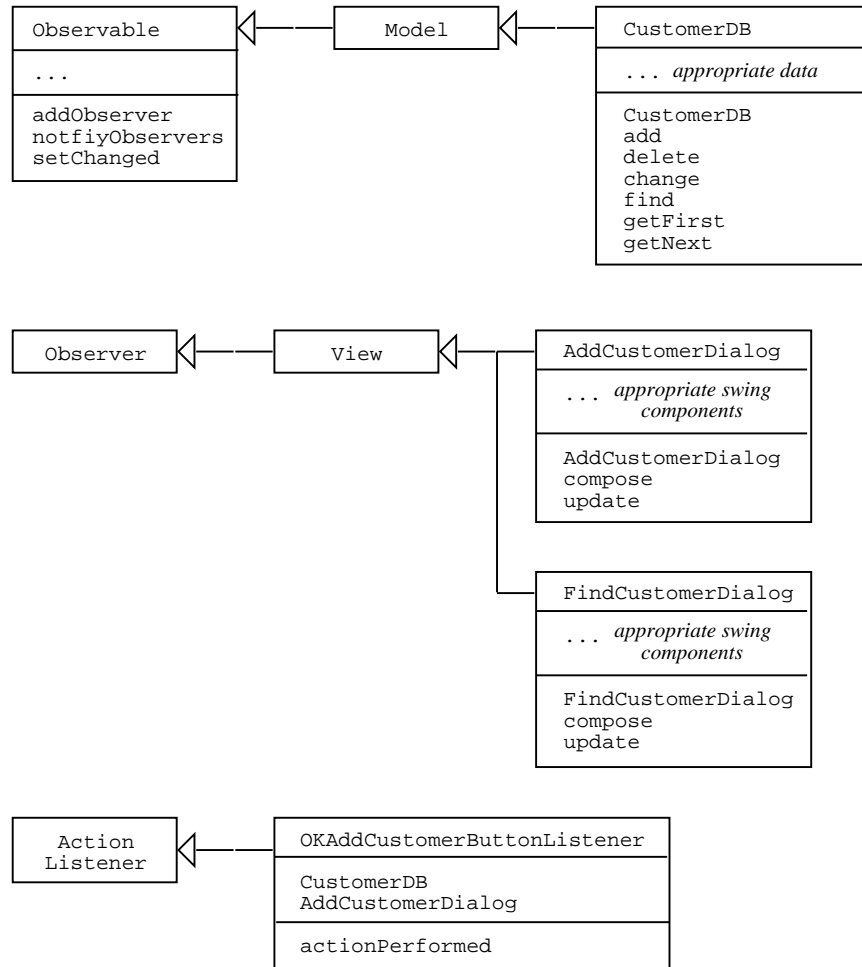 Observable
...
addObserver
notfiyObservers
setChanged
Model
CustomerDB
... appropriate data
CustomerDB
add
delete
change
find
getFirst
getNext
Observer
View
AddCustomerDialog
... appropriate swing
components
AddCustomerDialog
compose
update
FindCustomerDialog
... appropriate swing
components
FindCustomerDialog
compose
update
Action
Listener
OKAddCustomerButtonListener
CustomerDB
AddCustomerDialog
actionPerformed